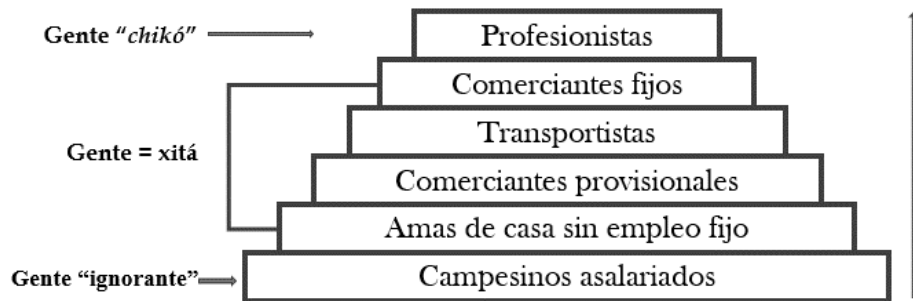 Gente “chikó”
Profesionistas
Comerciantes fijos
Transportistas
Gente = xitá
Comerciantes provisionales
Amas de casa sin empleo fijo
Gente “ignorante”
Campesinos asalariados